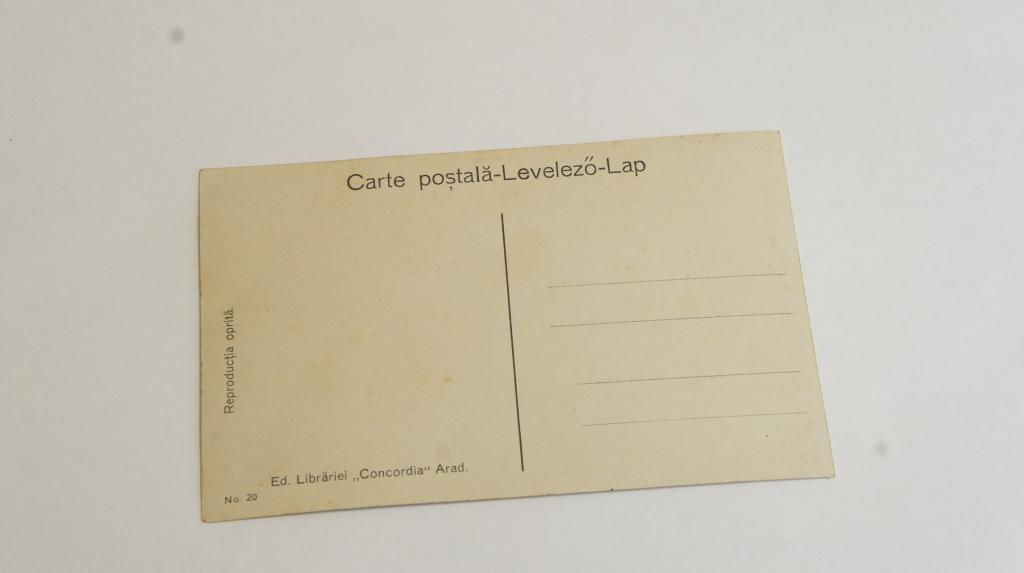 Carte poștală-Levelező-Lap
Reproducția oprită.
Ed. Librăriei „Concordia“ Arad.
No. 20